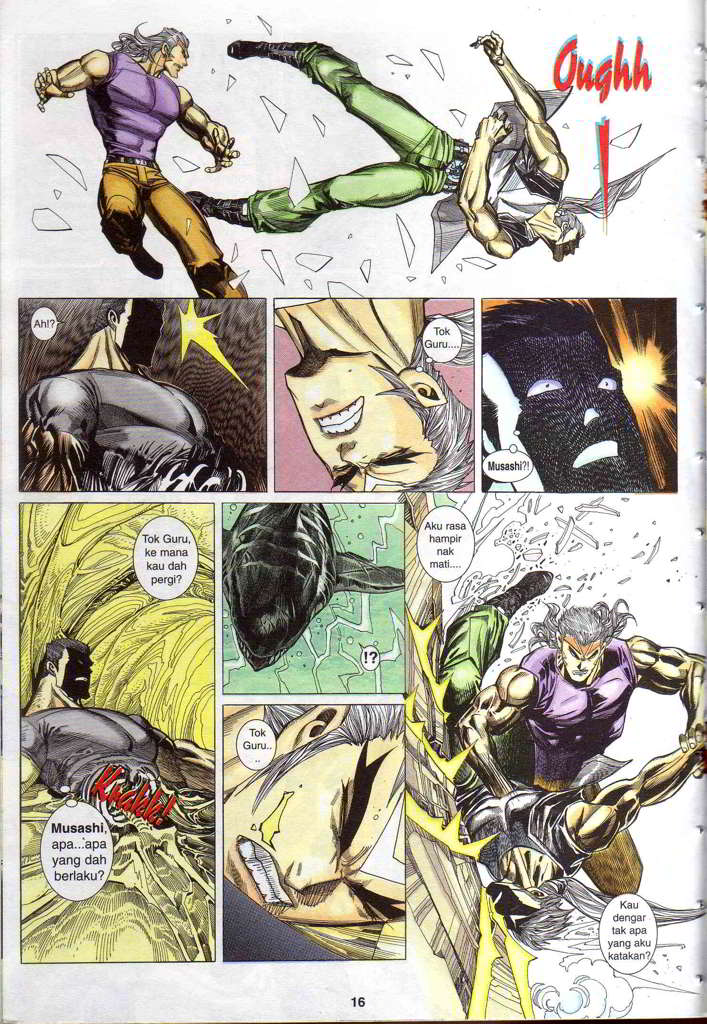 Oughh
!
Ah!?
Tok
Guru....
Musashi?!
Tok Guru,
ke mana
kau dah
pergi?
Krakk!
Musashi,
apa...apa
yang dah
berlaku?
!?
Tok
Guru..
..
Aku rasa
hampir
nak
mati....
Kau
dengar
tak apa
yang aku
katakan?
16